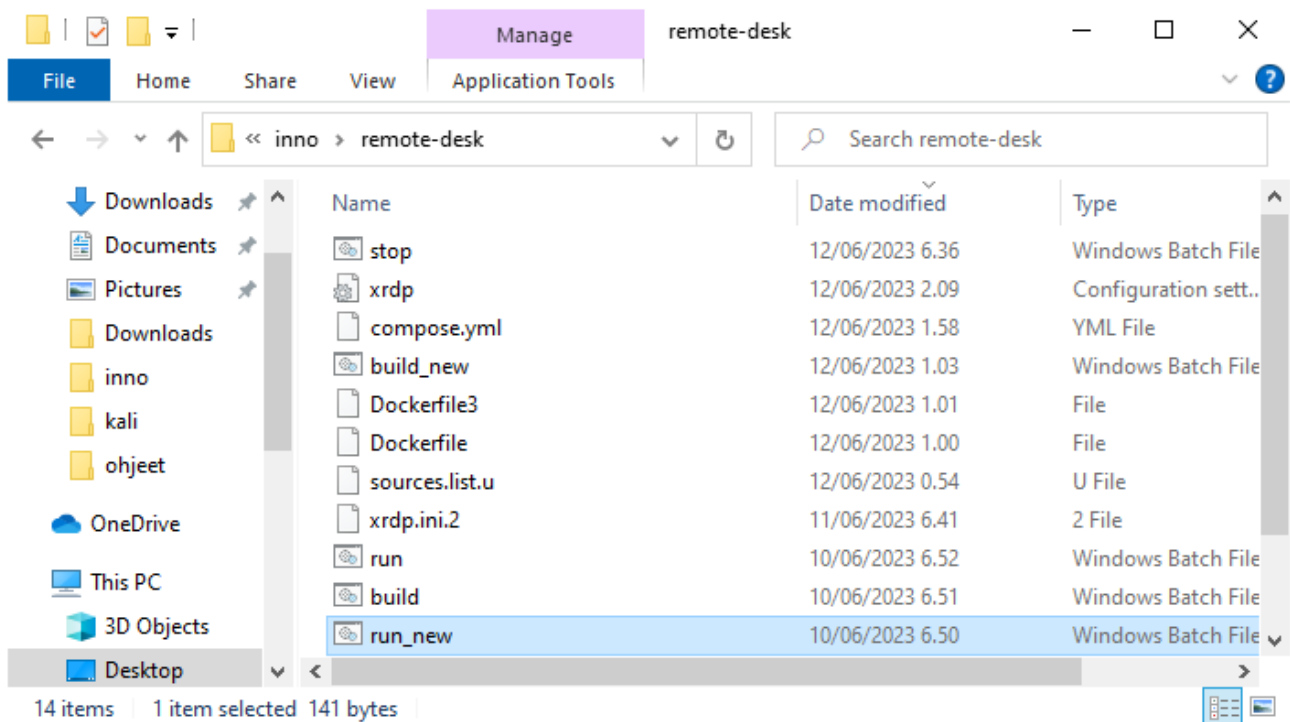 Manage remote-desk
File Home Share View Application Tools ?
« inno > remote-desk Search remote-desk
Name Date modified Type
Downloads
Documents
Pictures
Downloads
inno
kali
ohjeet
OneDrive
This PC
3D Objects
Desktop
stop 12/06/2023 6.36 Windows Batch File
xrdp 12/06/2023 2.09 Configuration sett...
compose.yml 12/06/2023 1.58 YML File
build_new 12/06/2023 1.03 Windows Batch File
Dockerfile3 12/06/2023 1.01 File
Dockerfile 12/06/2023 1.00 File
sources.list.u 12/06/2023 0.54 U File
xrdp.ini.2 11/06/2023 6.41 2 File
run 10/06/2023 6.52 Windows Batch File
build 10/06/2023 6.51 Windows Batch File
run_new 10/06/2023 6.50 Windows Batch File
14 items 1 item selected 141 bytes